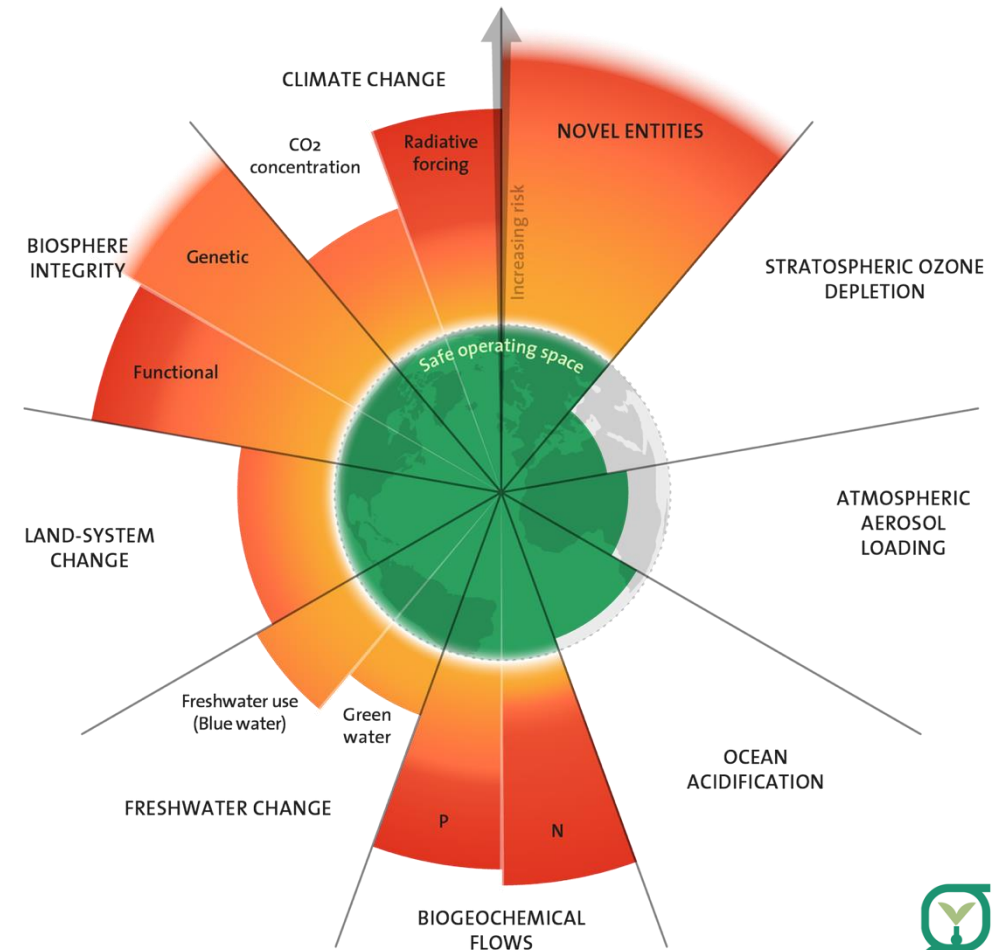 CLIMATE CHANGE
CO2
concentration
Radiative
forcing
NOVEL ENTITIES
Increasing risk
BIOSPHERE
INTEGRITY
Genetic
Functional
STRATOSPHERIC OZONE
DEPLETION
Safe operating space
LAND-SYSTEM
CHANGE
ATMOSPHERIC
AEROSOL
LOADING
Freshwater use
(Blue water)
Green
water
FRESHWATER CHANGE
OCEAN
ACIDIFICATION
P
N
BIOGEOCHEMICAL
FLOWS